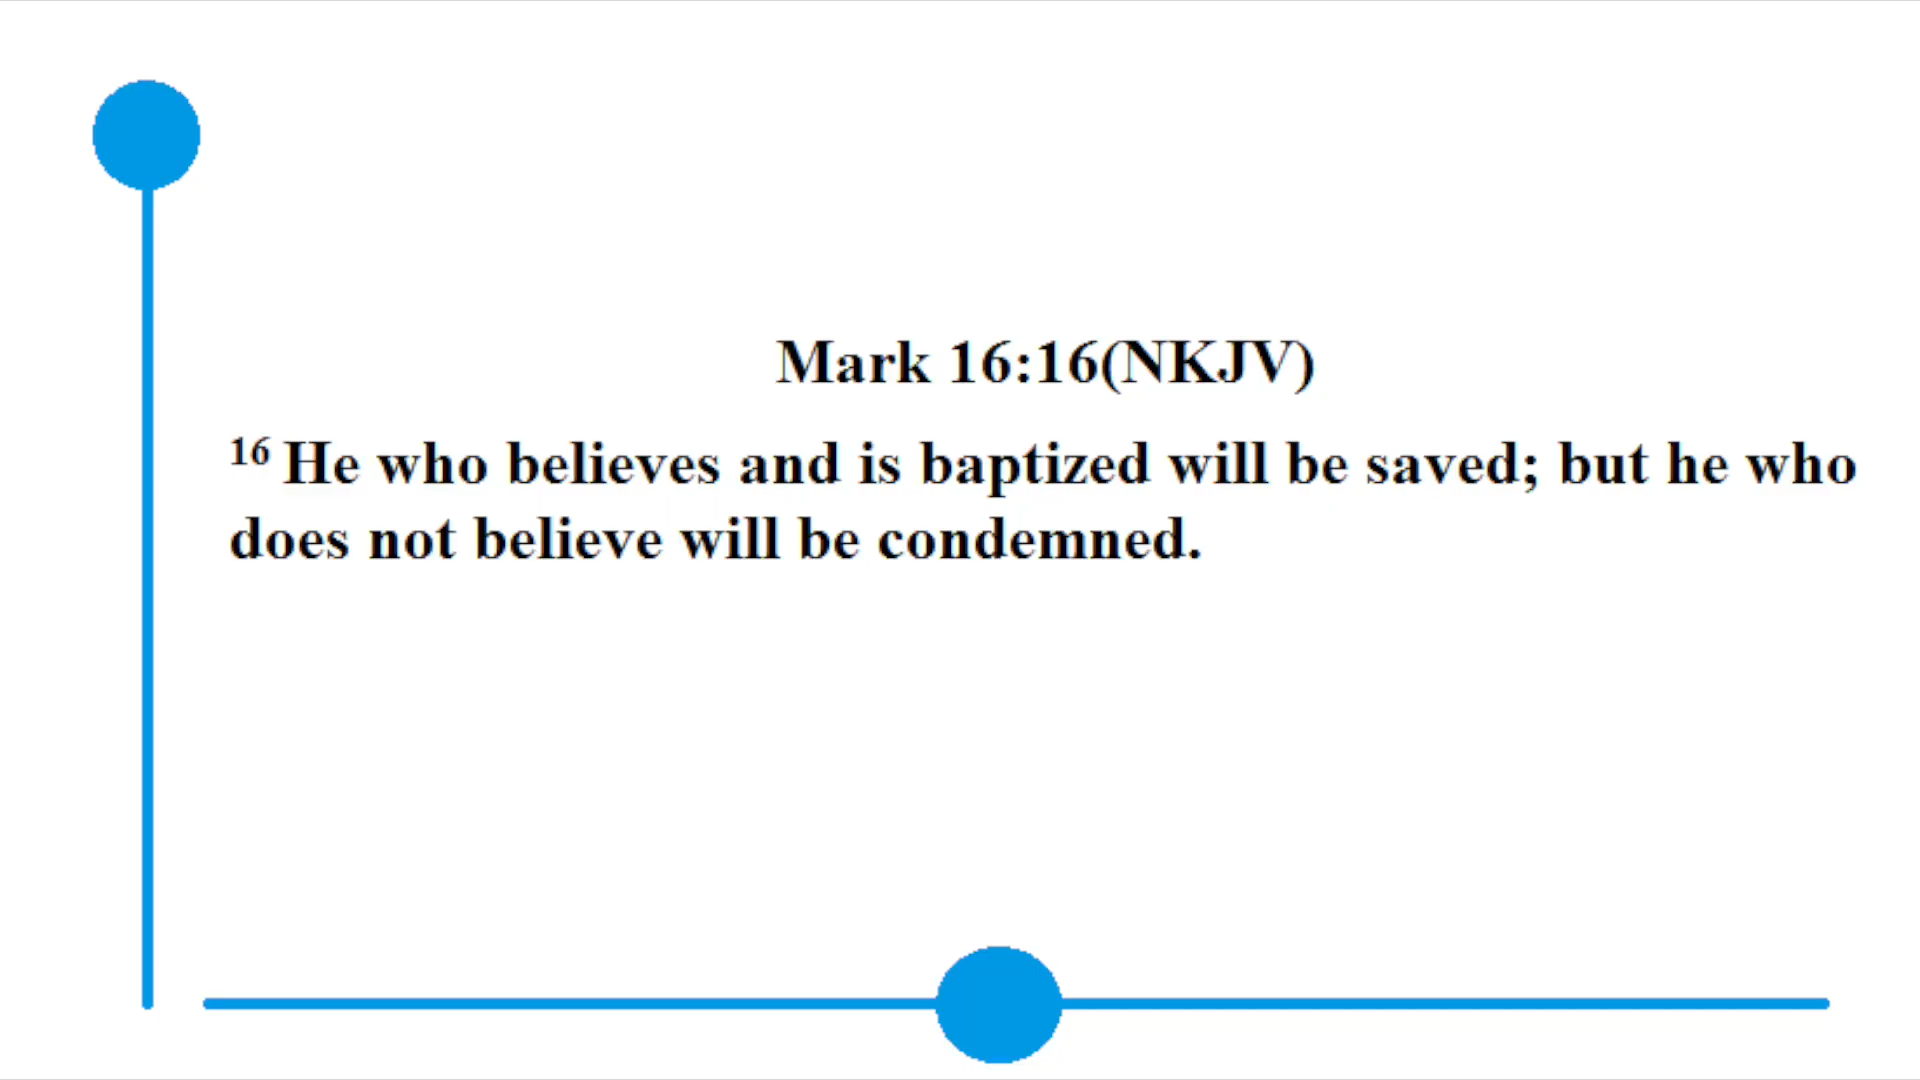 Mark 16:16(NKJV)
16 He who believes and is baptized will be saved; but he who
does not believe will be condemned.